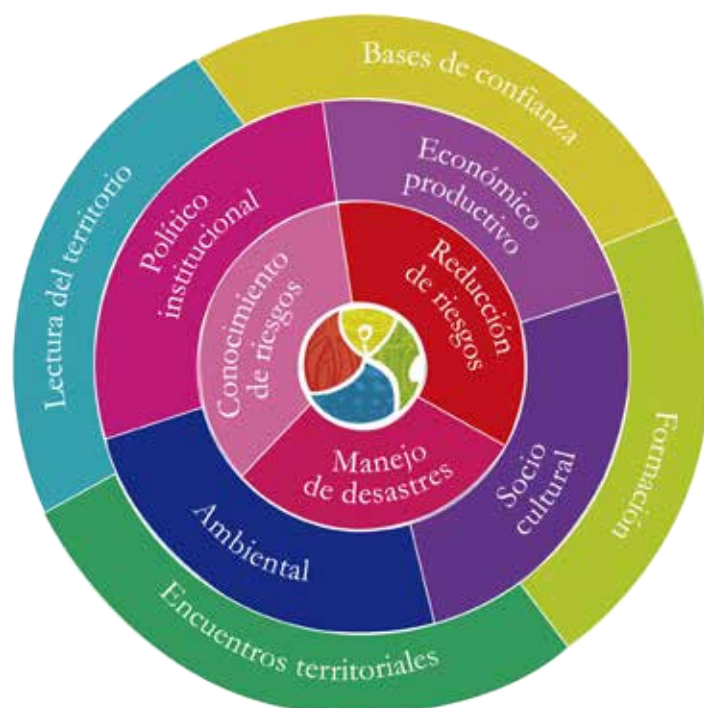 Bases de confianza
Lectura del territorio
Formación
Encuentros territoriales
Político
institucional
Económico
productivo
Socio
cultural
Ambiental
Conocimiento
de riesgos
Reducción
de riesgos
Manejo
de desastres